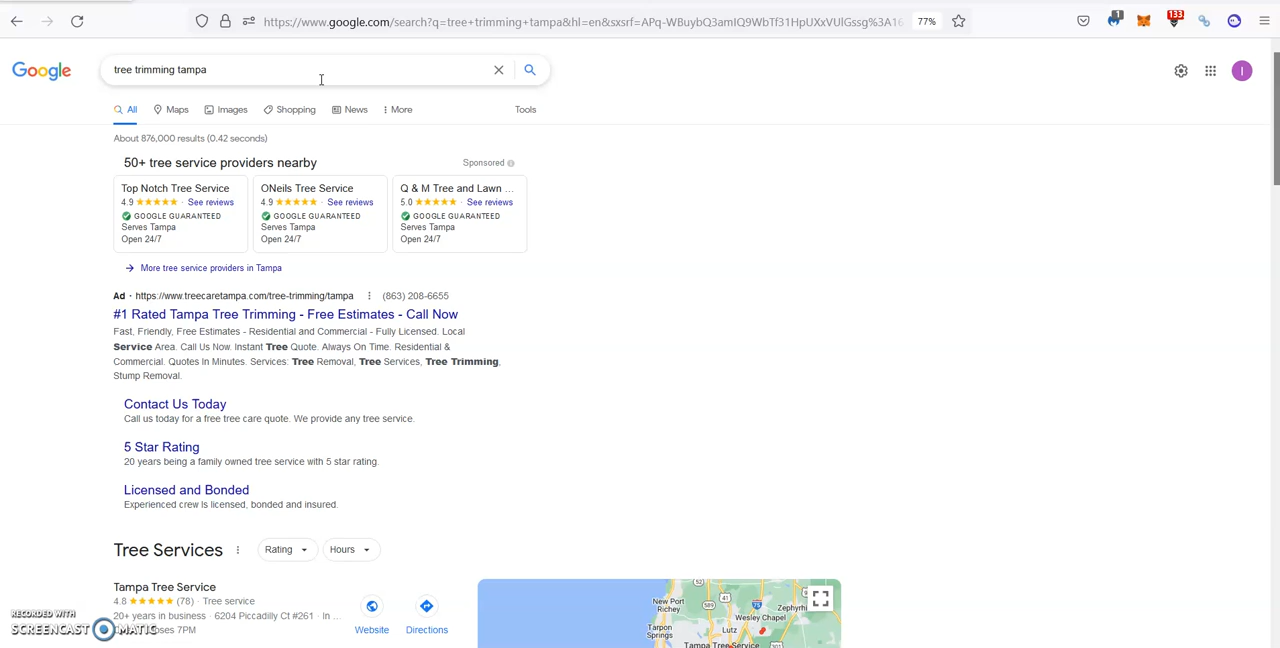 https://www.google.com/search?q=tree+trimming+tampa&hl=en&sxsrf=APq-WBuybQ3amIQ9WbTf31HpUXxVUlGssg%3A16
77%
1
133
Google
tree trimming tampa
I
All
Maps
Images
Shopping
News
More
Tools
About 876,000 results (0.42 seconds)
50+ tree service providers nearby
Sponsored
Top Notch Tree Service
4.9
· See reviews
GOOGLE GUARANTEED
Serves Tampa
Open 24/7
ONeils Tree Service
4.9
· See reviews
GOOGLE GUARANTEED
Serves Tampa
Open 24/7
Q & M Tree and Lawn ...
5.0
· See reviews
GOOGLE GUARANTEED
Serves Tampa
Open 24/7
More tree service providers in Tampa
Ad · https://www.treecaretampa.com/tree-trimming/tampa (863) 208-6655
#1 Rated Tampa Tree Trimming - Free Estimates - Call Now
Fast, Friendly, Free Estimates - Residential and Commercial - Fully Licensed. Local
Service Area. Call Us Now. Instant Tree Quote. Always On Time. Residential &
Commercial. Quotes In Minutes. Services: Tree Removal, Tree Services, Tree Trimming,
Stump Removal.
Contact Us Today
Call us today for a free tree care quote. We provide any tree service.
5 Star Rating
20 years being a family owned tree service with 5 star rating.
Licensed and Bonded
Experienced crew Is licensed, bonded and insured.
Tree Services
Rating
Hours
Tampa Tree Service
4.8 (78) · Tree service
20+ years in business · 6204 Piccadilly Ct #261 · In ...
7PM
Website
Directions
New Port
Richey
Tarpon
Springs
52
41
589
75
Zephyrh
Wesley Chapel
Lutz
301
Tampa Tree Service
RECORDED WITH
SCREENCAST MATIC